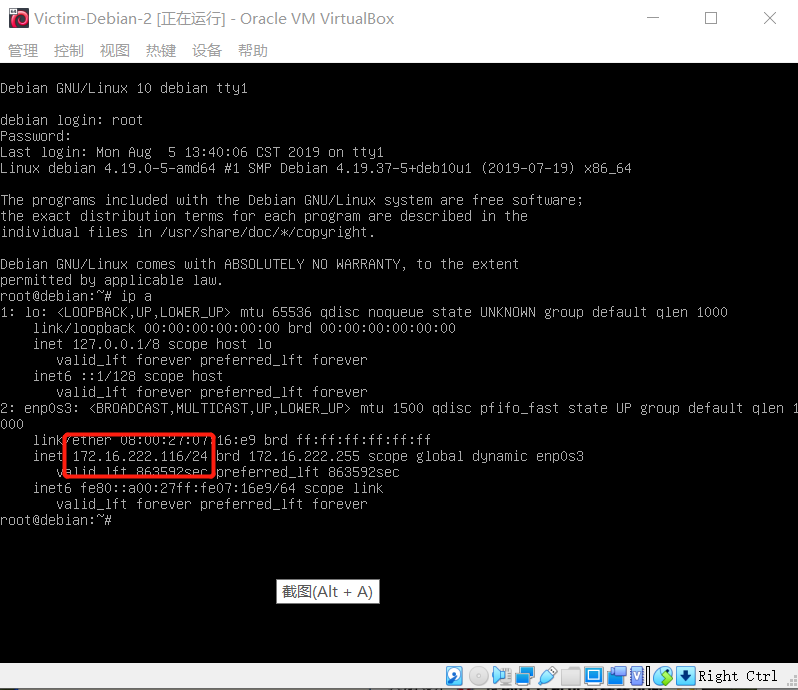 Victim-Debian-2 [正在运行] - Oracle VM VirtualBox
管理 控制 视图 热键 设备 帮助
Debian GNU/Linux 10 debian tty1
debian login: root
Password:
Last login: Mon Aug  5 13:40:06 CST 2019 on tty1
Linux debian 4.19.0-5-amd64 #1 SMP Debian 4.19.37-5+deb10u1 (2019-07-19) x86_64
The programs included with the Debian GNU/Linux system are free software;
the exact distribution terms for each program are described in the
individual files in /usr/share/doc/*/copyright.
Debian GNU/Linux comes with ABSOLUTELY NO WARRANTY, to the extent
permitted by applicable law.
root@debian:~# ip a
1: lo: <LOOPBACK,UP,LOWER_UP> mtu 65536 qdisc noqueue state UNKNOWN group default qlen 1000
link/loopback 00:00:00:00:00:00 brd 00:00:00:00:00:00
inet 127.0.0.1/8 scope host lo
valid_lft forever preferred_lft forever
inet6 ::1/128 scope host
valid_lft forever preferred_lft forever
2: enp0s3: <BROADCAST,MULTICAST,UP,LOWER_UP> mtu 1500 qdisc pfifo_fast state UP group default qlen 1
000
link/ether 08:00:27:07:16:e9 brd ff:ff:ff:ff:ff:ff
inet 172.16.222.116/24 brd 172.16.222.255 scope global dynamic enp0s3
valid_lft 863592sec preferred_lft 863592sec
inet6 fe80::a00:27ff:fe07:16e9/64 scope link
valid_lft forever preferred_lft forever
root@debian:~#
截图(Alt + A)
Right Ctrl